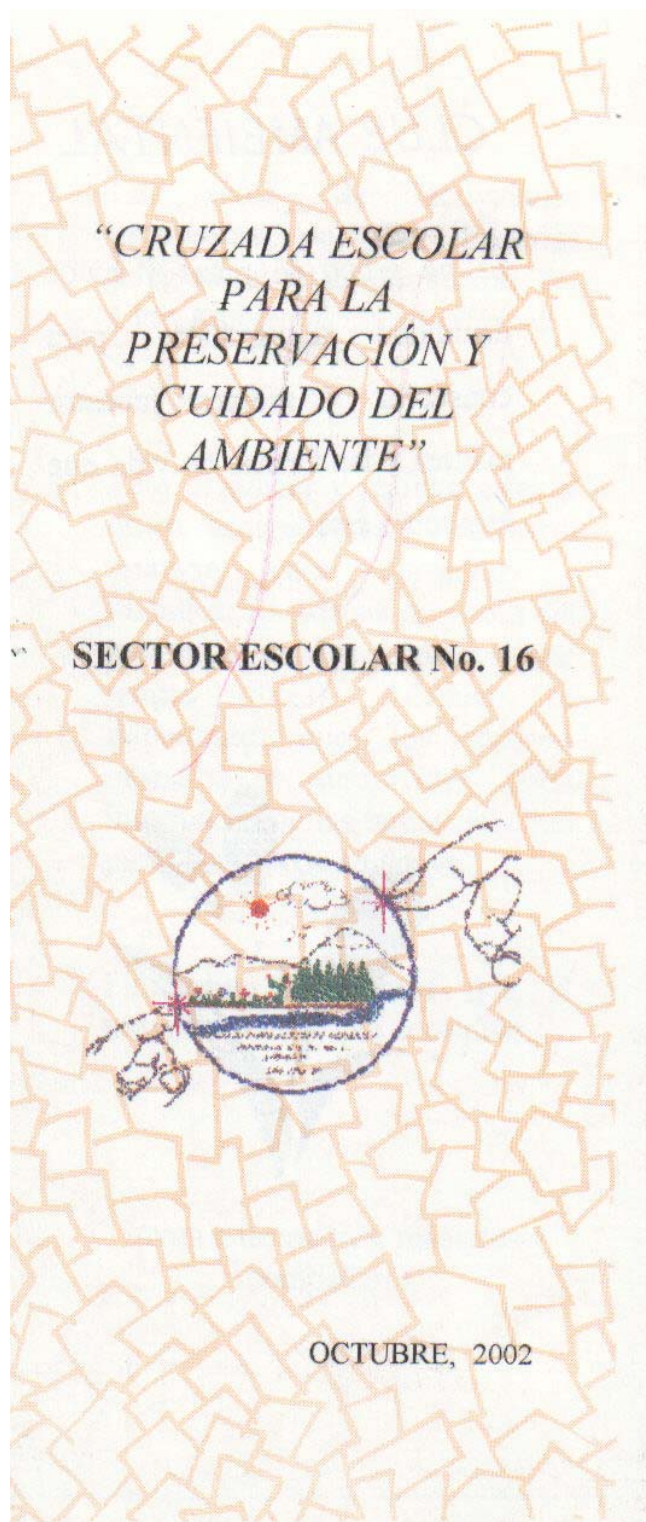 “CRUZADA ESCOLAR
PARA LA
PRESERVACIÓN Y
CUIDADO DEL
AMBIENTE”
SECTOR ESCOLAR No. 16
OCTUBRE, 2002